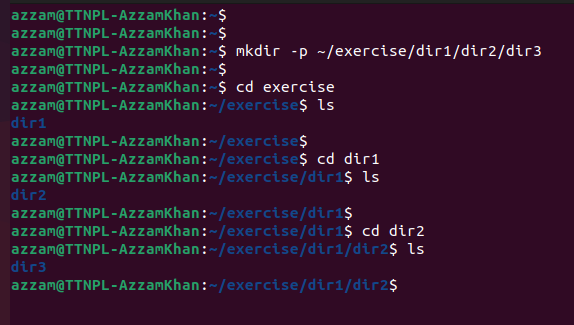 azzam@TTNPL-AzzamKhan:~$
azzam@TTNPL-AzzamKhan:~$
azzam@TTNPL-AzzamKhan:~$ mkdir -p ~/exercise/dir1/dir2/dir3
azzam@TTNPL-AzzamKhan:~$
azzam@TTNPL-AzzamKhan:~$ cd exercise
azzam@TTNPL-AzzamKhan:~/exercise$ ls
dir1
azzam@TTNPL-AzzamKhan:~/exercise$
azzam@TTNPL-AzzamKhan:~/exercise$ cd dir1
azzam@TTNPL-AzzamKhan:~/exercise/dir1$ ls
dir2
azzam@TTNPL-AzzamKhan:~/exercise/dir1$
azzam@TTNPL-AzzamKhan:~/exercise/dir1$ cd dir2
azzam@TTNPL-AzzamKhan:~/exercise/dir1/dir2$ ls
dir3
azzam@TTNPL-AzzamKhan:~/exercise/dir1/dir2$